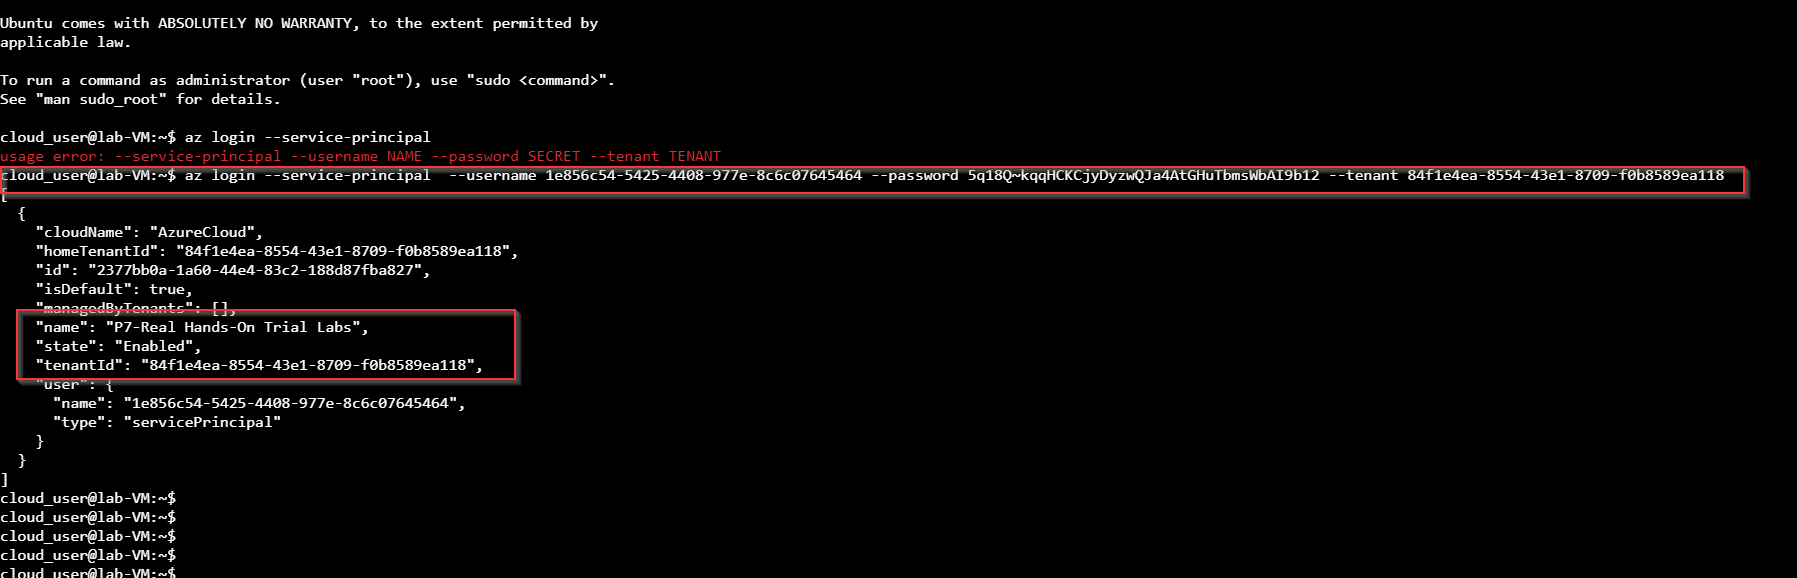 Ubuntu comes with ABSOLUTELY NO WARRANTY, to the extent permitted by
applicable law.
To run a command as administrator (user "root"), use "sudo <command>".
See "man sudo_root" for details.
cloud_user@lab-VM:~$ az login --service-principal
usage error: --service-principal --username NAME --password SECRET --tenant TENANT
cloud_user@lab-VM:~$ az login --service-principal  --username 1e856c54-5425-4408-977e-8c6c07645464 --password 5q18Q~kqqHCKCjyDyzwQJa4AtGHuTbmsWbAI9b12 --tenant 84f1e4ea-8554-43e1-8709-f0b8589ea118
[
  {
    "cloudName": "AzureCloud",
    "homeTenantId": "84f1e4ea-8554-43e1-8709-f0b8589ea118",
    "id": "2377bb0a-1a60-44e4-83c2-188d87fba827",
    "isDefault": true,
    "managedByTenants": [],
    "name": "P7-Real Hands-On Trial Labs",
    "state": "Enabled",
    "tenantId": "84f1e4ea-8554-43e1-8709-f0b8589ea118",
    "user": {
      "name": "1e856c54-5425-4408-977e-8c6c07645464",
      "type": "servicePrincipal"
    }
  }
]
cloud_user@lab-VM:~$
cloud_user@lab-VM:~$
cloud_user@lab-VM:~$
cloud_user@lab-VM:~$
cloud_user@lab-VM:~$